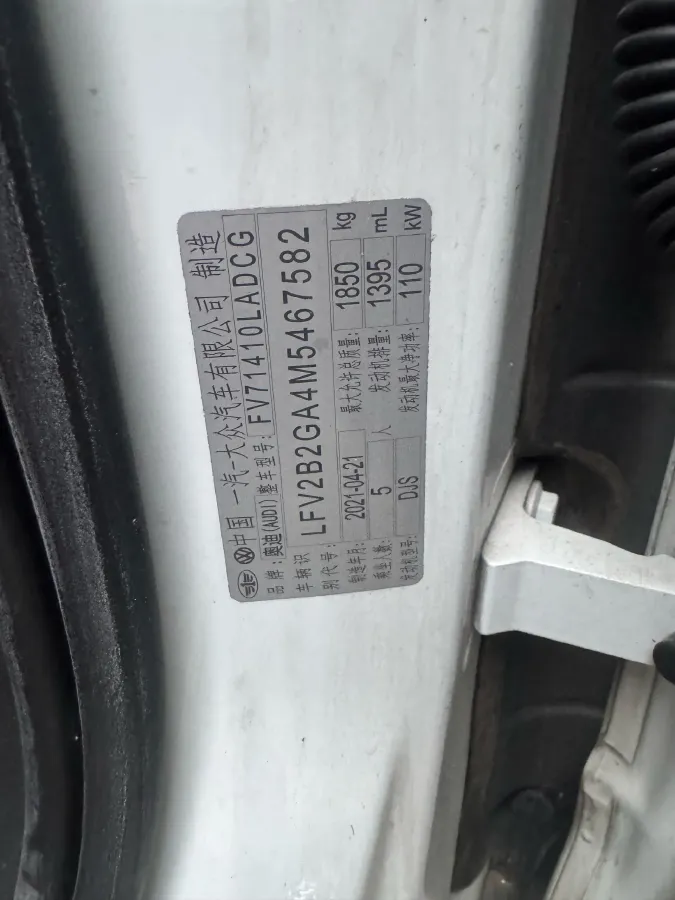 中国 一汽-大众汽车有限公司 制造
品牌: 奥迪(AUDI) 整车型号: FV71410LADCG
车辆识别代号: LFV2B2GA4M5467582
制造年月: 2021-04-21 最大允许总质量: 1850 kg
乘坐人数: 5 人 发动机排量: 1395 mL
发动机型号: DJS 发动机最大净功率: 110 kW